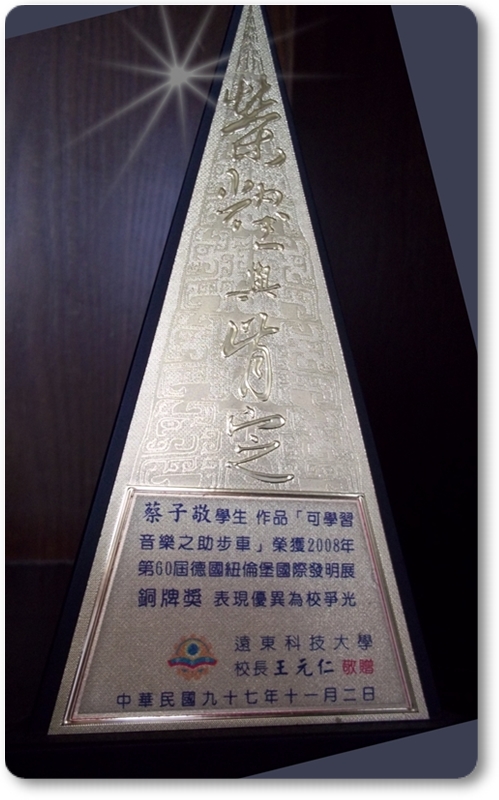 榮耀與肯定
蔡子敬學生 作品「可學習
音樂之助步車」榮獲2008年
第60屆德國紐倫堡國際發明展
銅牌獎 表現優異為校爭光
遠東科技大學
校長王元仁 敬贈
中華民國九十七年十一月二日